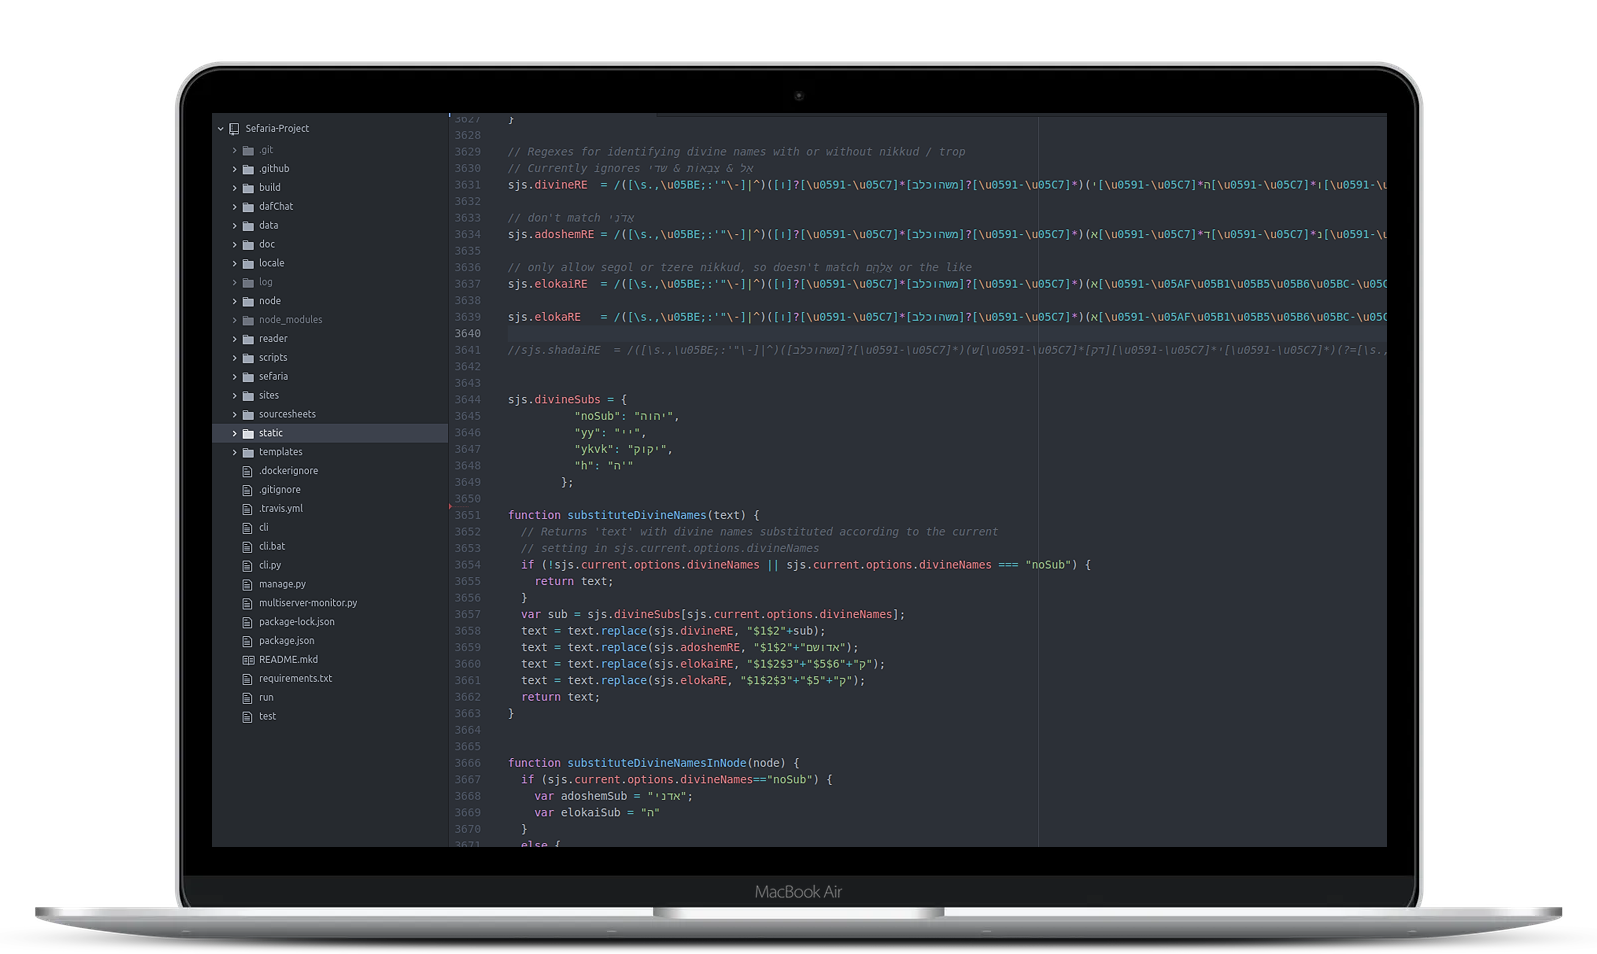 Sefaria-Project
.git
.github
build
dafChat
data
doc
locale
log
node
node_modules
reader
scripts
sefaria
sites
sourcesheets
static
templates
.dockerignore
.gitignore
.travis.yml
cli
cli.bat
cli.py
manage.py
multiserver-monitor.py
package-lock.json
package.json
README.mkd
requirements.txt
run
test
3627 }
3628
3629 // Regexes for identifying divine names with or without nikkud / trop
3630 // Currently ignores אל & צבאות & שדי
3631 sjs.divineRE = /([\s.,\u05BE;:'"\-]|^)([ו]?[\u0591-\u05C7]*[משהוכלב]?[\u0591-\u05C7]*)(י[\u0591-\u05C7]*ה[\u0591-\u05C7]*ו[\u0591-\u
3632
3633 // don't match אֲדֹנִי
3634 sjs.adoshemRE = /([\s.,\u05BE;:'"\-]|^)([ו]?[\u0591-\u05C7]*[משהוכלב]?[\u0591-\u05C7]*)(א[\u0591-\u05C7]*ד[\u0591-\u05C7]*נ[\u0591-\u
3635
3636 // only allow segol or tzere nikkud, so doesn't match אֱלֹהִים or the like
3637 sjs.elokaiRE = /([\s.,\u05BE;:'"\-]|^)([ו]?[\u0591-\u05C7]*[משהוכלב]?[\u0591-\u05C7]*)(א[\u0591-\u05AF\u05B1\u05B5\u05B6\u05BC-\u05C
3638
3639 sjs.elokaRE = /([\s.,\u05BE;:'"\-]|^)([ו]?[\u0591-\u05C7]*[משהוכלב]?[\u0591-\u05C7]*)(א[\u0591-\u05AF\u05B1\u05B5\u05B6\u05BC-\u05C
3640
3641 //sjs.shadaiRE = /([\s.,\u05BE;:'"\-]|^)([משהוכלב]?[\u0591-\u05C7]*)(ש[\u0591-\u05C7]*[דק][\u0591-\u05C7]*י[\u0591-\u05C7]*)(?=[\s.,
3642
3643
3644 sjs.divineSubs = {
3645 "noSub": "יהוה",
3646 "yy": "יי",
3647 "ykvk": "יקוק",
3648 "h": "ה'"
3649 };
3650
3651 function substituteDivineNames(text) {
3652 // Returns 'text' with divine names substituted according to the current
3653 // setting in sjs.current.options.divineNames
3654 if (!sjs.current.options.divineNames || sjs.current.options.divineNames === "noSub") {
3655 return text;
3656 }
3657 var sub = sjs.divineSubs[sjs.current.options.divineNames];
3658 text = text.replace(sjs.divineRE, "$1$2"+sub);
3659 text = text.replace(sjs.adoshemRE, "$1$2"+"אדושם");
3660 text = text.replace(sjs.elokaiRE, "$1$2$3"+"ק"+"$5$6");
3661 text = text.replace(sjs.elokaRE, "$1$2$3"+"ק"+"$5");
3662 return text;
3663 }
3664
3665
3666 function substituteDivineNamesInNode(node) {
3667 if (sjs.current.options.divineNames=="noSub") {
3668 var adoshemSub = "אדני";
3669 var elokaiSub = "ה"
3670 }
3671 else {
MacBook Air